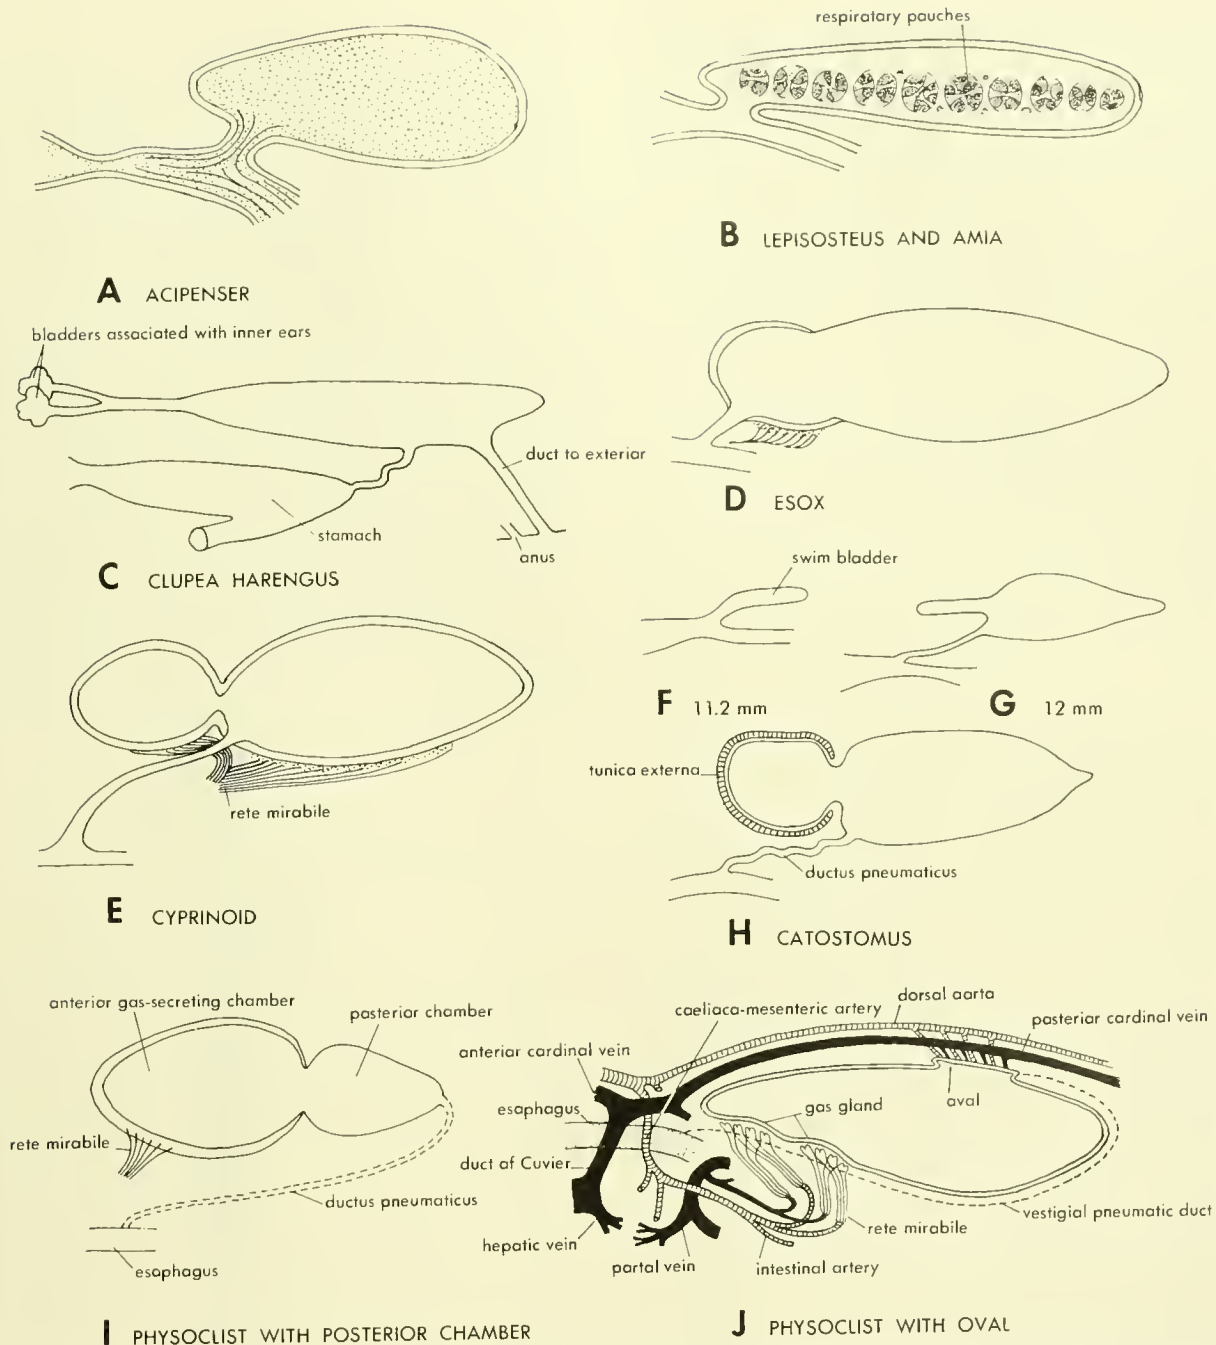 respiratory pouches
B LEPISOSTEUS AND AMIA
A ACIPENSER
bladders associated with inner ears
duct to exterior
stomach
anus
C CLUPEA HARENGUS
D ESOX
swim bladder
F 11.2 mm
G 12 mm
rete mirabile
E CYPRINOID
tunica externa
ductus pneumaticus
H CATOSTOMUS
anterior gas-secreting chamber
posterior chamber
rete mirabile
ductus pneumaticus
esophagus
I PHYSOCLIST WITH POSTERIOR CHAMBER
coeliaco-mesenteric artery
dorsal aorta
posterior cardinal vein
anterior cardinal vein
esophagus
gas gland
oval
duct of Cuvier
vestigial pneumatic duct
rete mirabile
hepatic vein
portal vein
intestinal artery
J PHYSOCLIST WITH OVAL